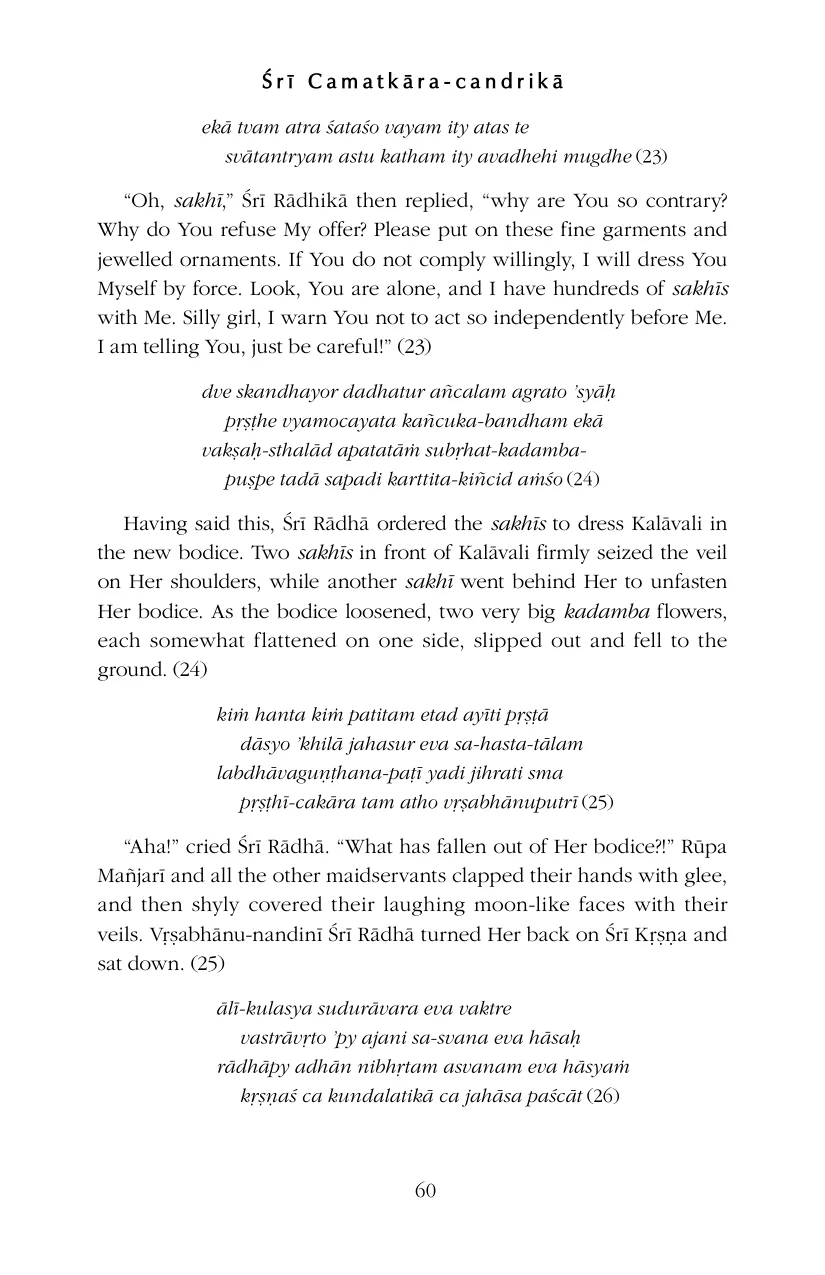 Śrī Camatkāra-candrikā
ekā tvam atra śataśo vayam ity atas te
svātantryam astu katham ity avadhehi mugdhe (23)
“Oh, sakhī,” Śrī Rādhikā then replied, “why are You so contrary?
Why do You refuse My offer? Please put on these fine garments and
jewelled ornaments. If You do not comply willingly, I will dress You
Myself by force. Look, You are alone, and I have hundreds of sakhīs
with Me. Silly girl, I warn You not to act so independently before Me.
I am telling You, just be careful!” (23)
dve skandhayor dadhatur añcalam agrato ’syāḥ
pṛṣṭhe vyamocayata kañcuka-bandham ekā
vakṣaḥ-sthalād apatatāṁ subṛhat-kadamba-
puṣpe tadā sapadi karttita-kiñcid aṁśo (24)
Having said this, Śrī Rādhā ordered the sakhīs to dress Kalāvali in
the new bodice. Two sakhīs in front of Kalāvali firmly seized the veil
on Her shoulders, while another sakhī went behind Her to unfasten
Her bodice. As the bodice loosened, two very big kadamba flowers,
each somewhat flattened on one side, slipped out and fell to the
ground. (24)
kiṁ hanta kiṁ patitam etad ayīti pṛṣṭā
dāsyo ’khilā jahasur eva sa-hasta-tālam
labdhāvaguṇṭhana-paṭī yadi jihrati sma
pṛṣṭhī-cakāra tam atho vṛṣabhānuputrī (25)
“Aha!” cried Śrī Rādhā. “What has fallen out of Her bodice?!” Rūpa
Mañjarī and all the other maidservants clapped their hands with glee,
and then shyly covered their laughing moon-like faces with their
veils. Vṛṣabhānu-nandinī Śrī Rādhā turned Her back on Śrī Kṛṣṇa and
sat down. (25)
ālī-kulasya sudurāvara eva vaktre
vastrāvṛto ’py ajani sa-svana eva hāsaḥ
rādhāpy adhān nibhṛtam asvanam eva hāsyaṁ
kṛṣṇaś ca kundalatikā ca jahāsa paścāt (26)
60